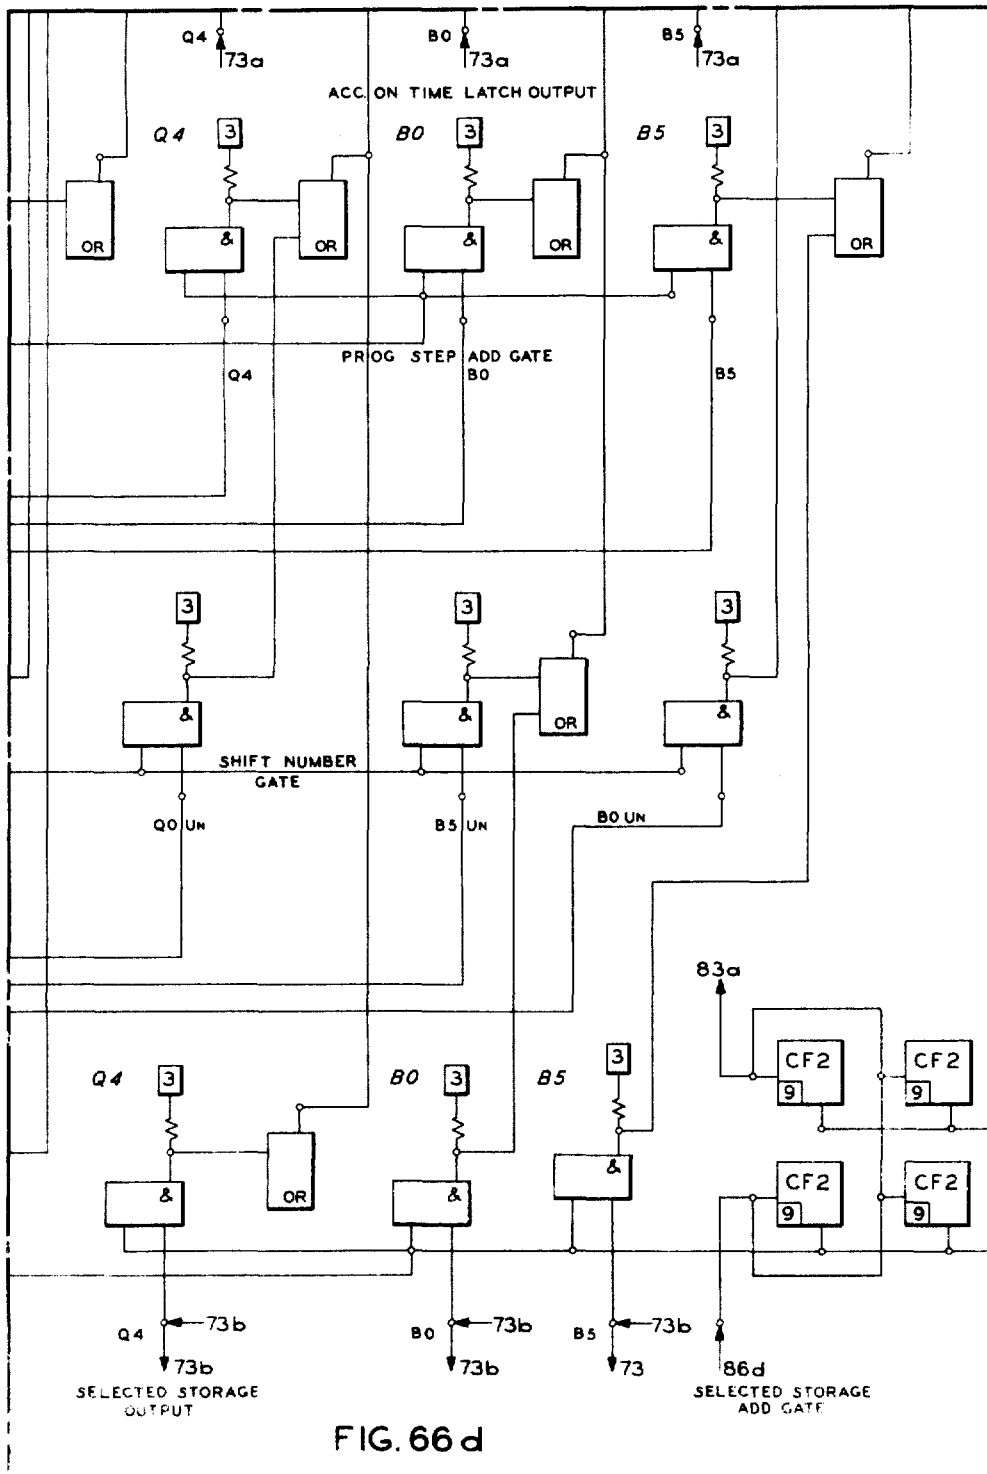 Q4 B0 B5
73a 73a 73a
ACC. ON TIME LATCH OUTPUT
Q4 3 B0 3 B5 3
OR & OR & OR & OR
PROG STEP ADD GATE
Q4 B0 B5
3 3 3
& & OR &
SHIFT NUMBER
GATE
Q0 UN B5 UN B0 UN
83a
Q4 3 B0 3 B5 3 CF2 CF2
9 9
& OR & & CF2 CF2
9 9
Q4 73b B0 73b B5 73b
73b 73b 73 86d
SELECTED STORAGE
OUTPUT
SELECTED STORAGE
ADD GATE
FIG. 66d